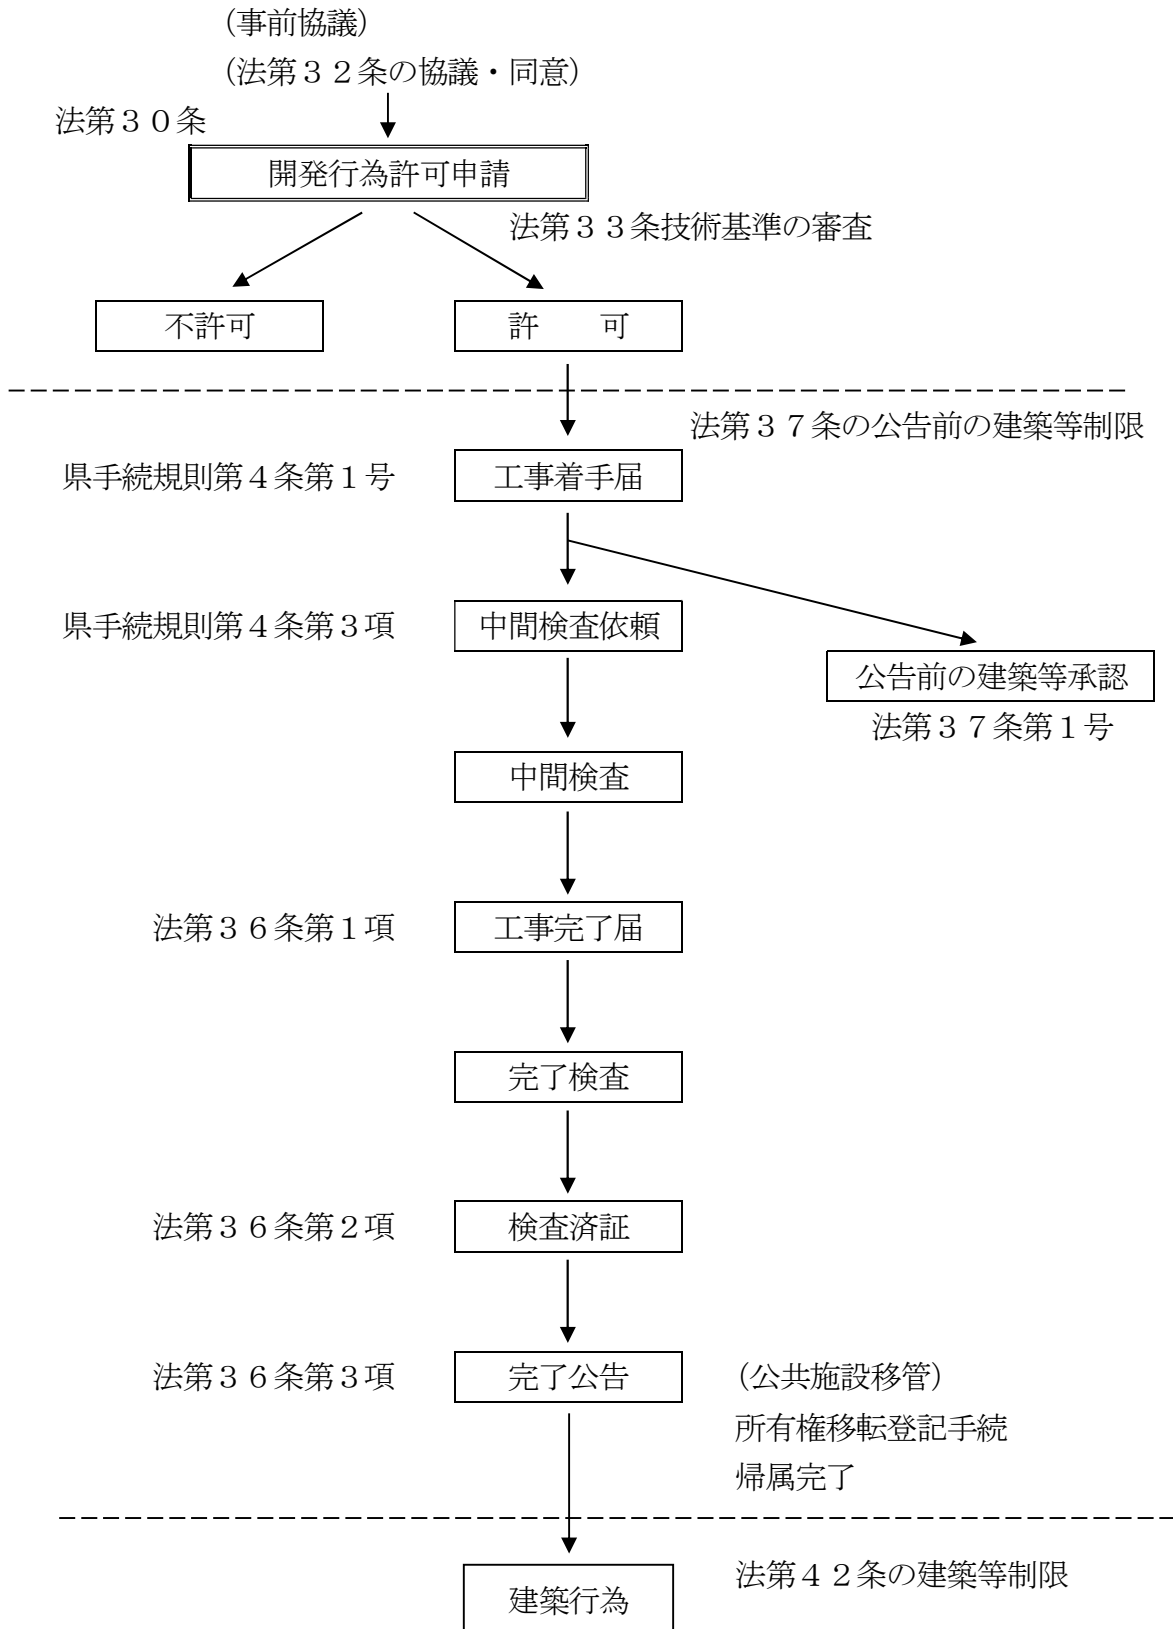 （事前協議）
（法第３２条の協議・同意）
法第３０条
開発行為許可申請
法第３３条技術基準の審査
不許可
許　　可
法第３７条の公告前の建築等制限
県手続規則第４条第１号
工事着手届
県手続規則第４条第３項
中間検査依頼
公告前の建築等承認
法第３７条第１号
中間検査
法第３６条第１項
工事完了届
完了検査
法第３６条第２項
検査済証
法第３６条第３項
完了公告
（公共施設移管）
所有権移転登記手続
帰属完了
法第４２条の建築等制限
建築行為